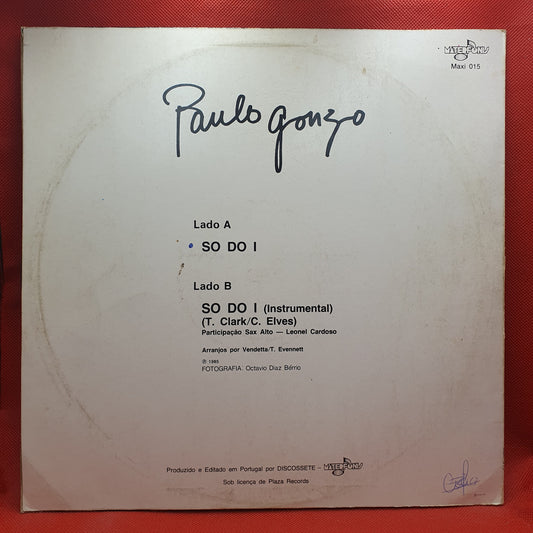 MATERFONIS
Maxi 015
Paulo gonzo
Lado A
SO DO I
Lado B
SO DO I (Instrumental)
(T. Clark/C. Elves)
Participação Sax Alto — Leonel Cardoso
Arranjos por Vendetta/T. Evennett
℗ 1985
FOTOGRAFIA: Octavio Diaz Bérrio
Produzido e Editado em Portugal por DISCOSSETE – MATERFONIS
Sob licença de Plaza Records